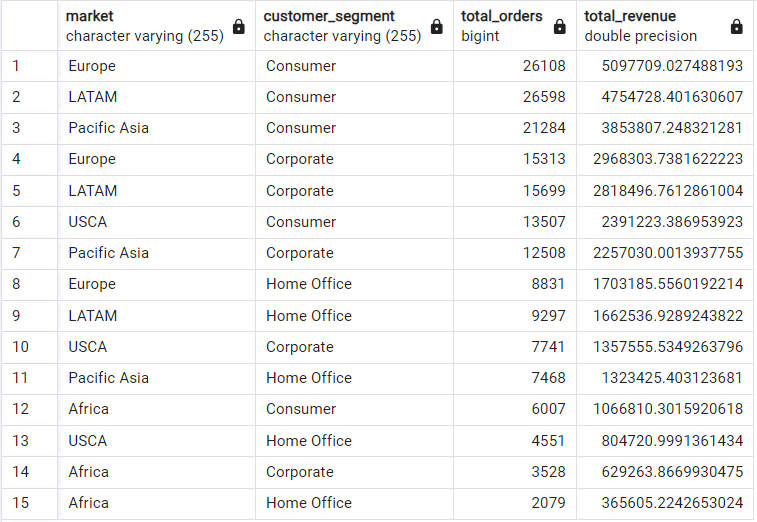 market customer_segment total_orders total_revenue
character varying (255) character varying (255) bigint double precision
1 Europe Consumer 26108 5097709.027488193
2 LATAM Consumer 26598 4754728.401630607
3 Pacific Asia Consumer 21284 3853807.248321281
4 Europe Corporate 15313 2968303.7381622223
5 LATAM Corporate 15699 2818496.7612861004
6 USCA Consumer 13507 2391223.386953923
7 Pacific Asia Corporate 12508 2257030.0013937755
8 Europe Home Office 8831 1703185.5560192214
9 LATAM Home Office 9297 1662536.9289243822
10 USCA Corporate 7741 1357555.5349263796
11 Pacific Asia Home Office 7468 1323425.403123681
12 Africa Consumer 6007 1066810.3015920618
13 USCA Home Office 4551 804720.9991361434
14 Africa Corporate 3528 629263.8669930475
15 Africa Home Office 2079 365605.2242653024